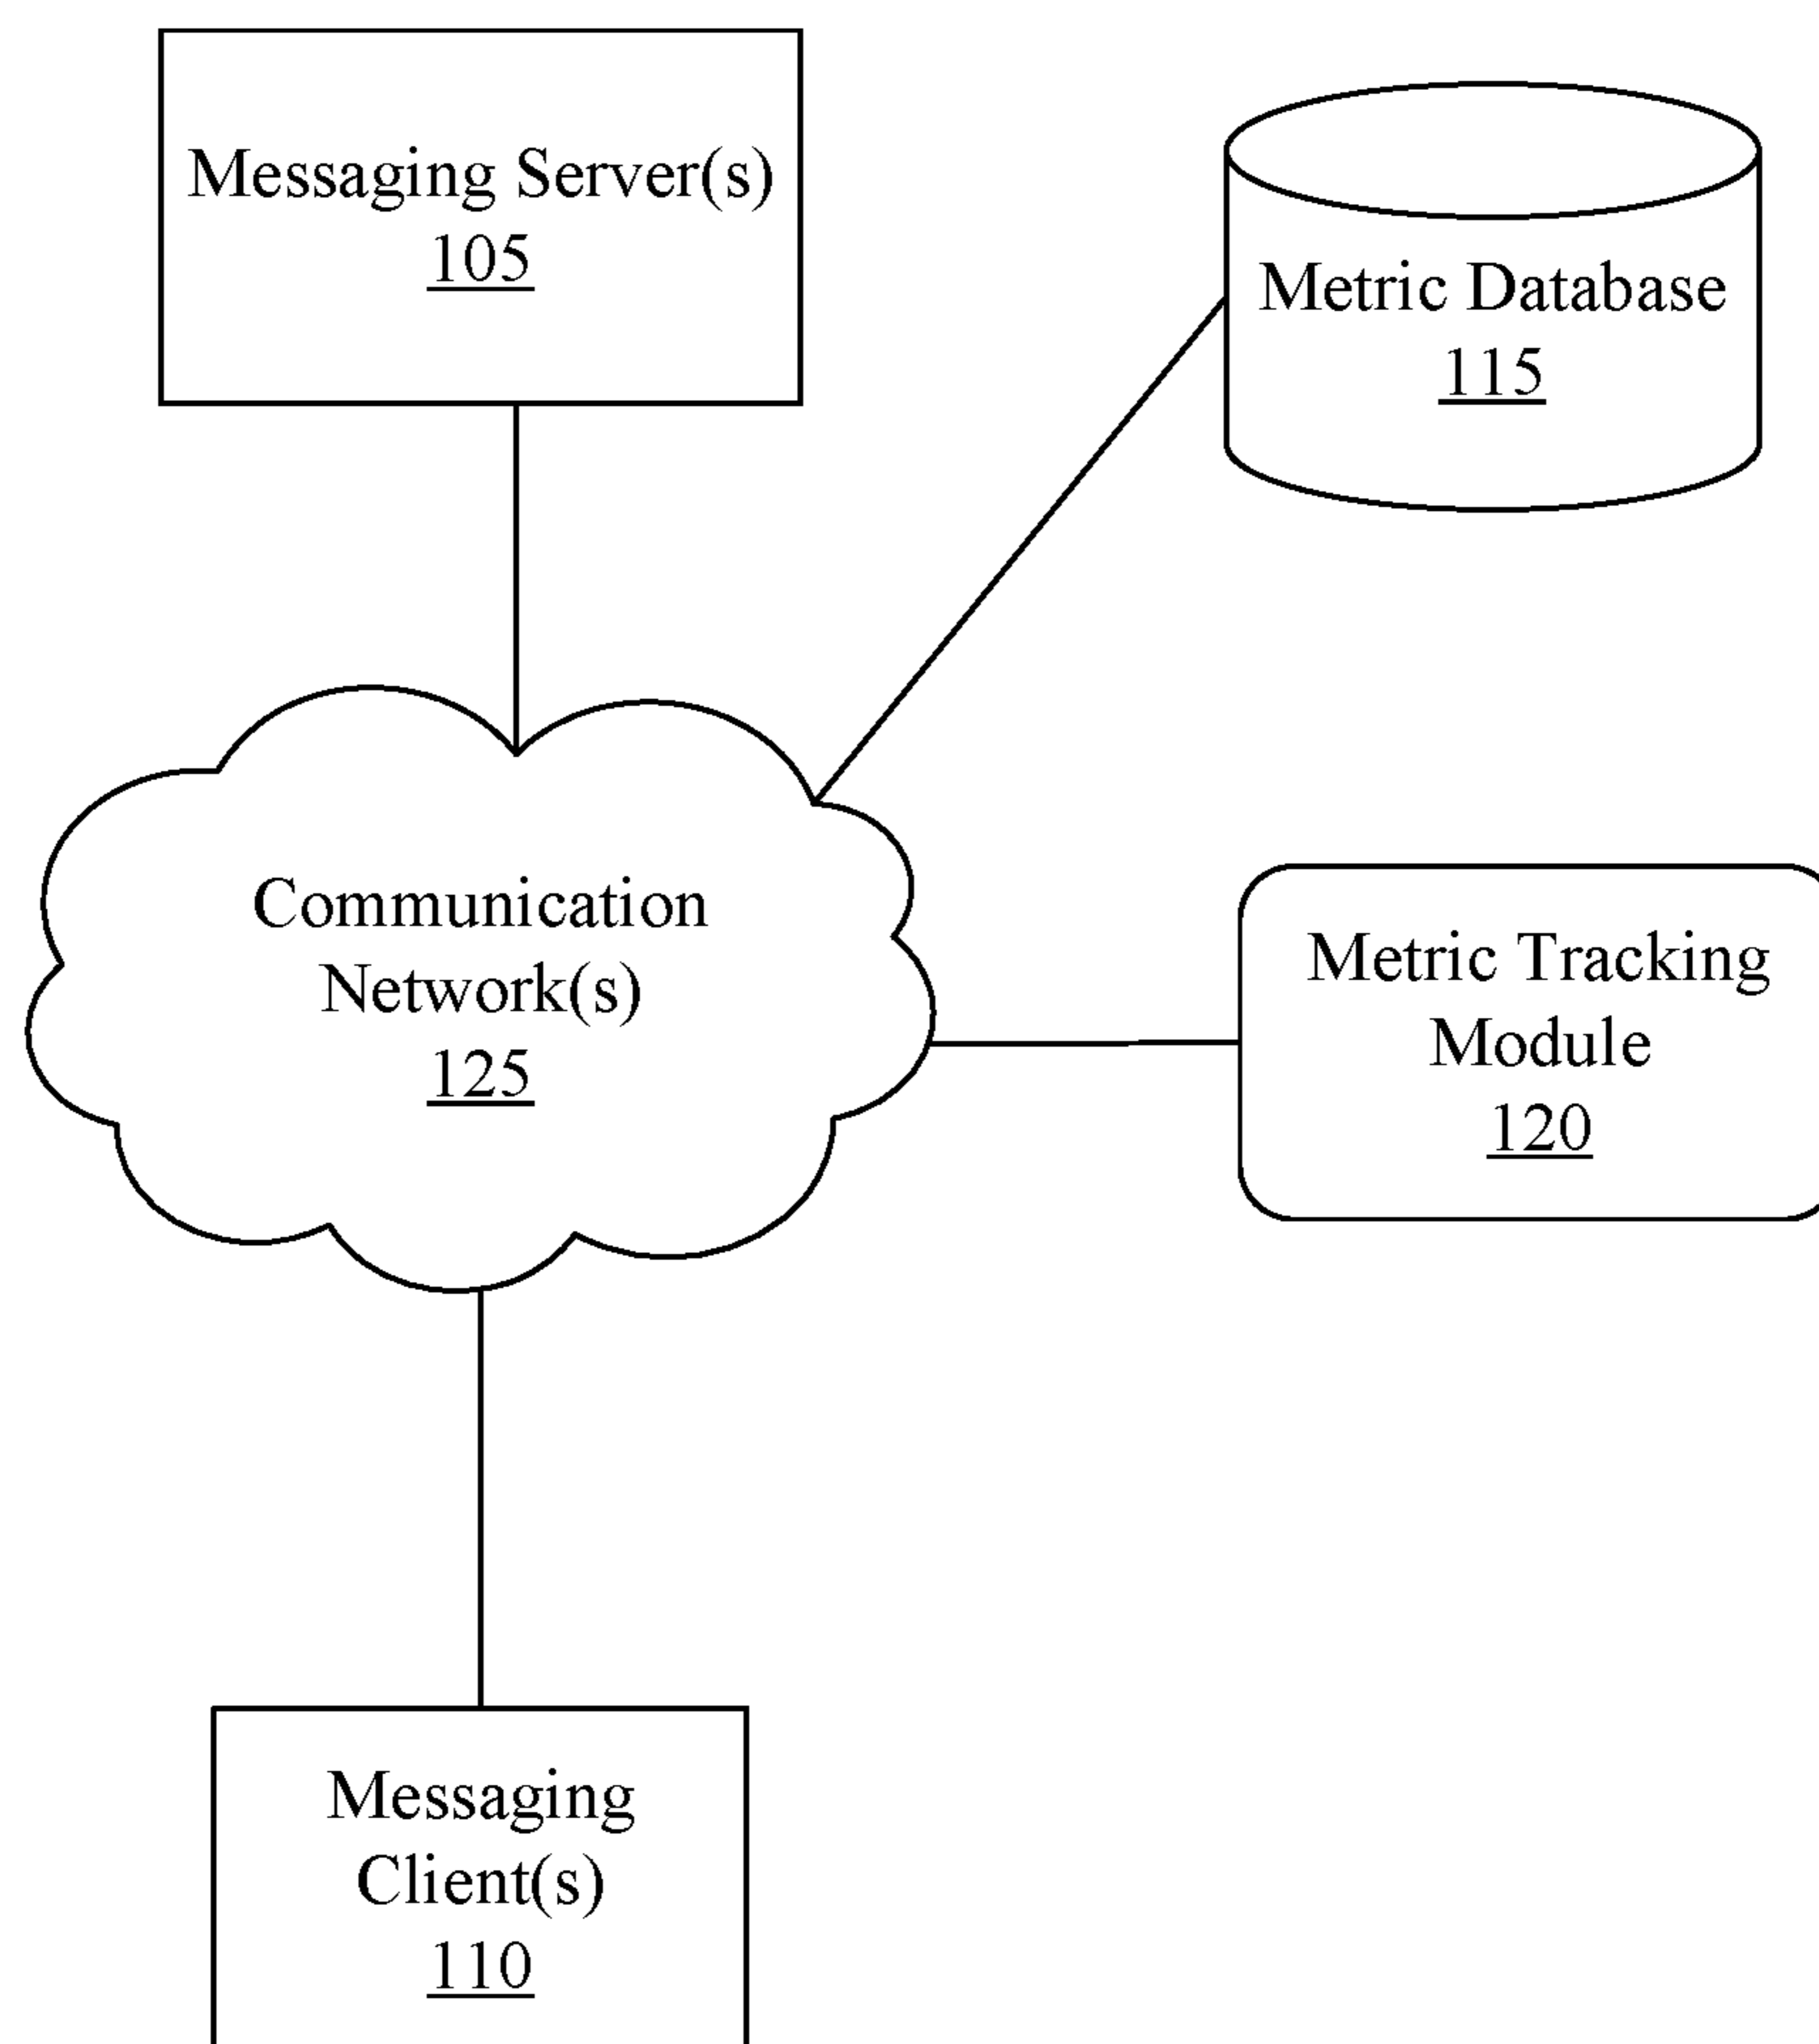 Messaging Server(s)
105
Metric Database
115
Communication
Network(s)
125
Metric Tracking
Module
120
Messaging
Client(s)
110